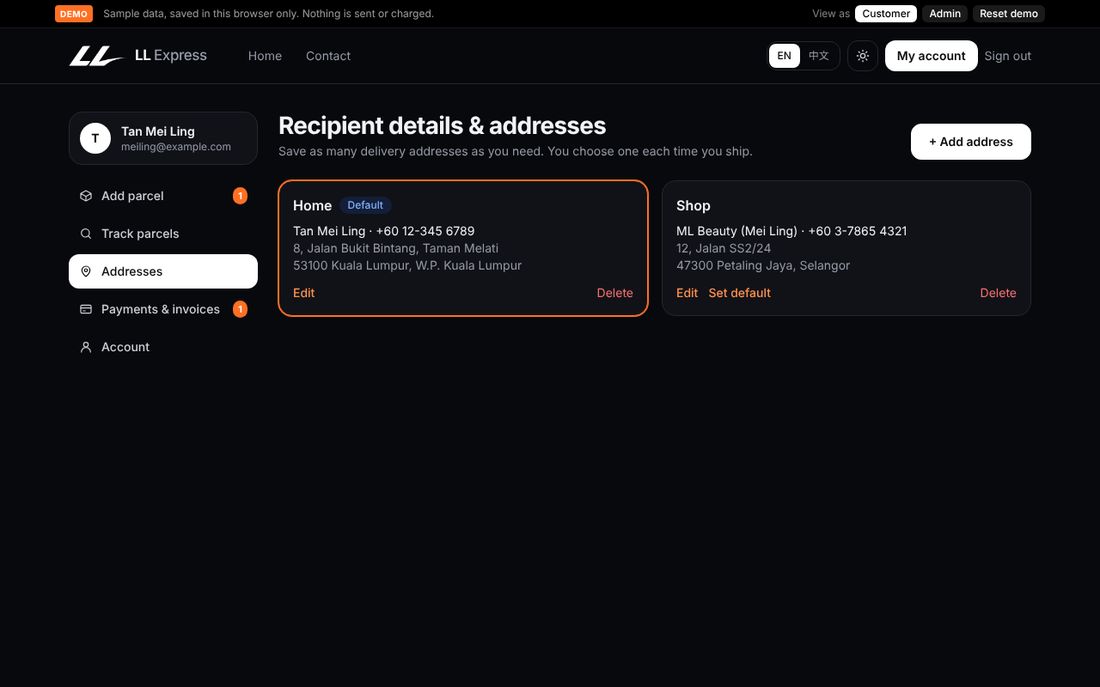 DEMO Sample data, saved in this browser only. Nothing is sent or charged. View as Customer Admin Reset demo
LL Express Home Contact EN 中文 My account Sign out
T Tan Mei Ling
meiling@example.com
Add parcel 1
Track parcels
Addresses
Payments & invoices 1
Account
Recipient details & addresses
Save as many delivery addresses as you need. You choose one each time you ship.
+ Add address
Home Default
Tan Mei Ling · +60 12-345 6789
8, Jalan Bukit Bintang, Taman Melati
53100 Kuala Lumpur, W.P. Kuala Lumpur
Edit Delete
Shop
ML Beauty (Mei Ling) · +60 3-7865 4321
12, Jalan SS2/24
47300 Petaling Jaya, Selangor
Edit Set default Delete